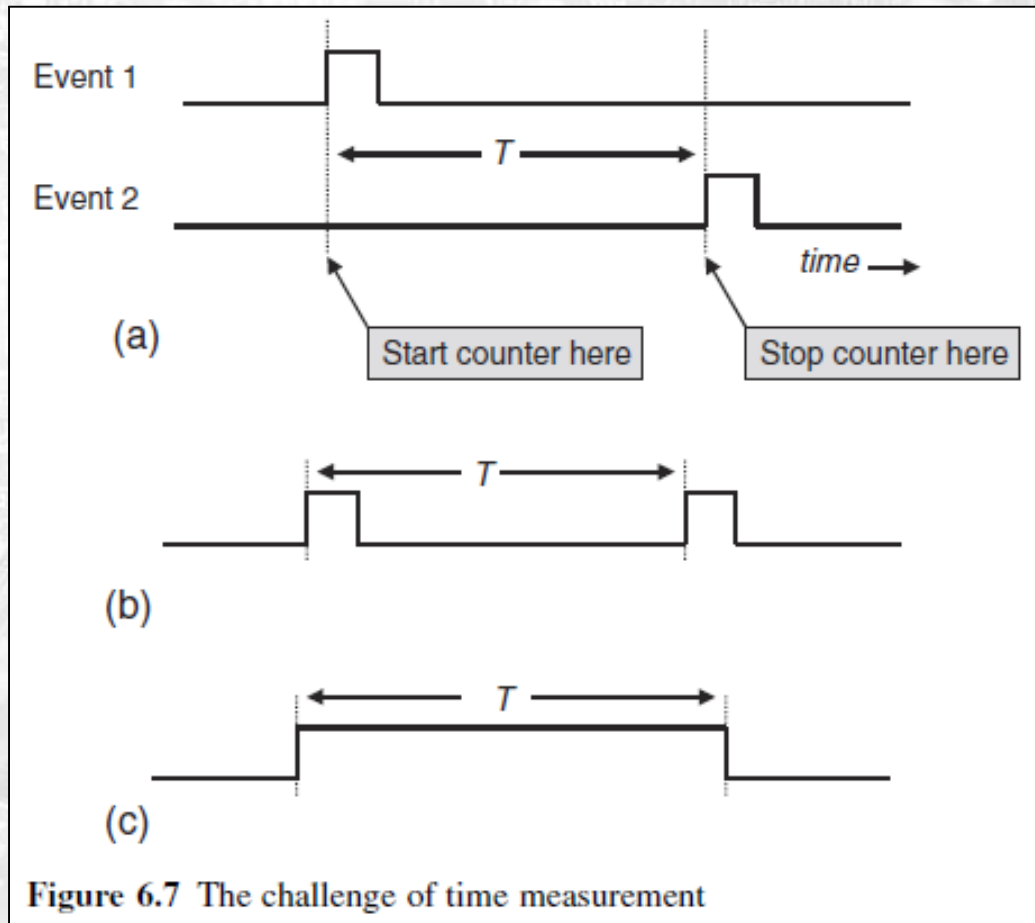 Event 1
T
Event 2
time
(a)
Start counter here
Stop counter here
T
(b)
T
(c)
Figure 6.7 The challenge of time measurement